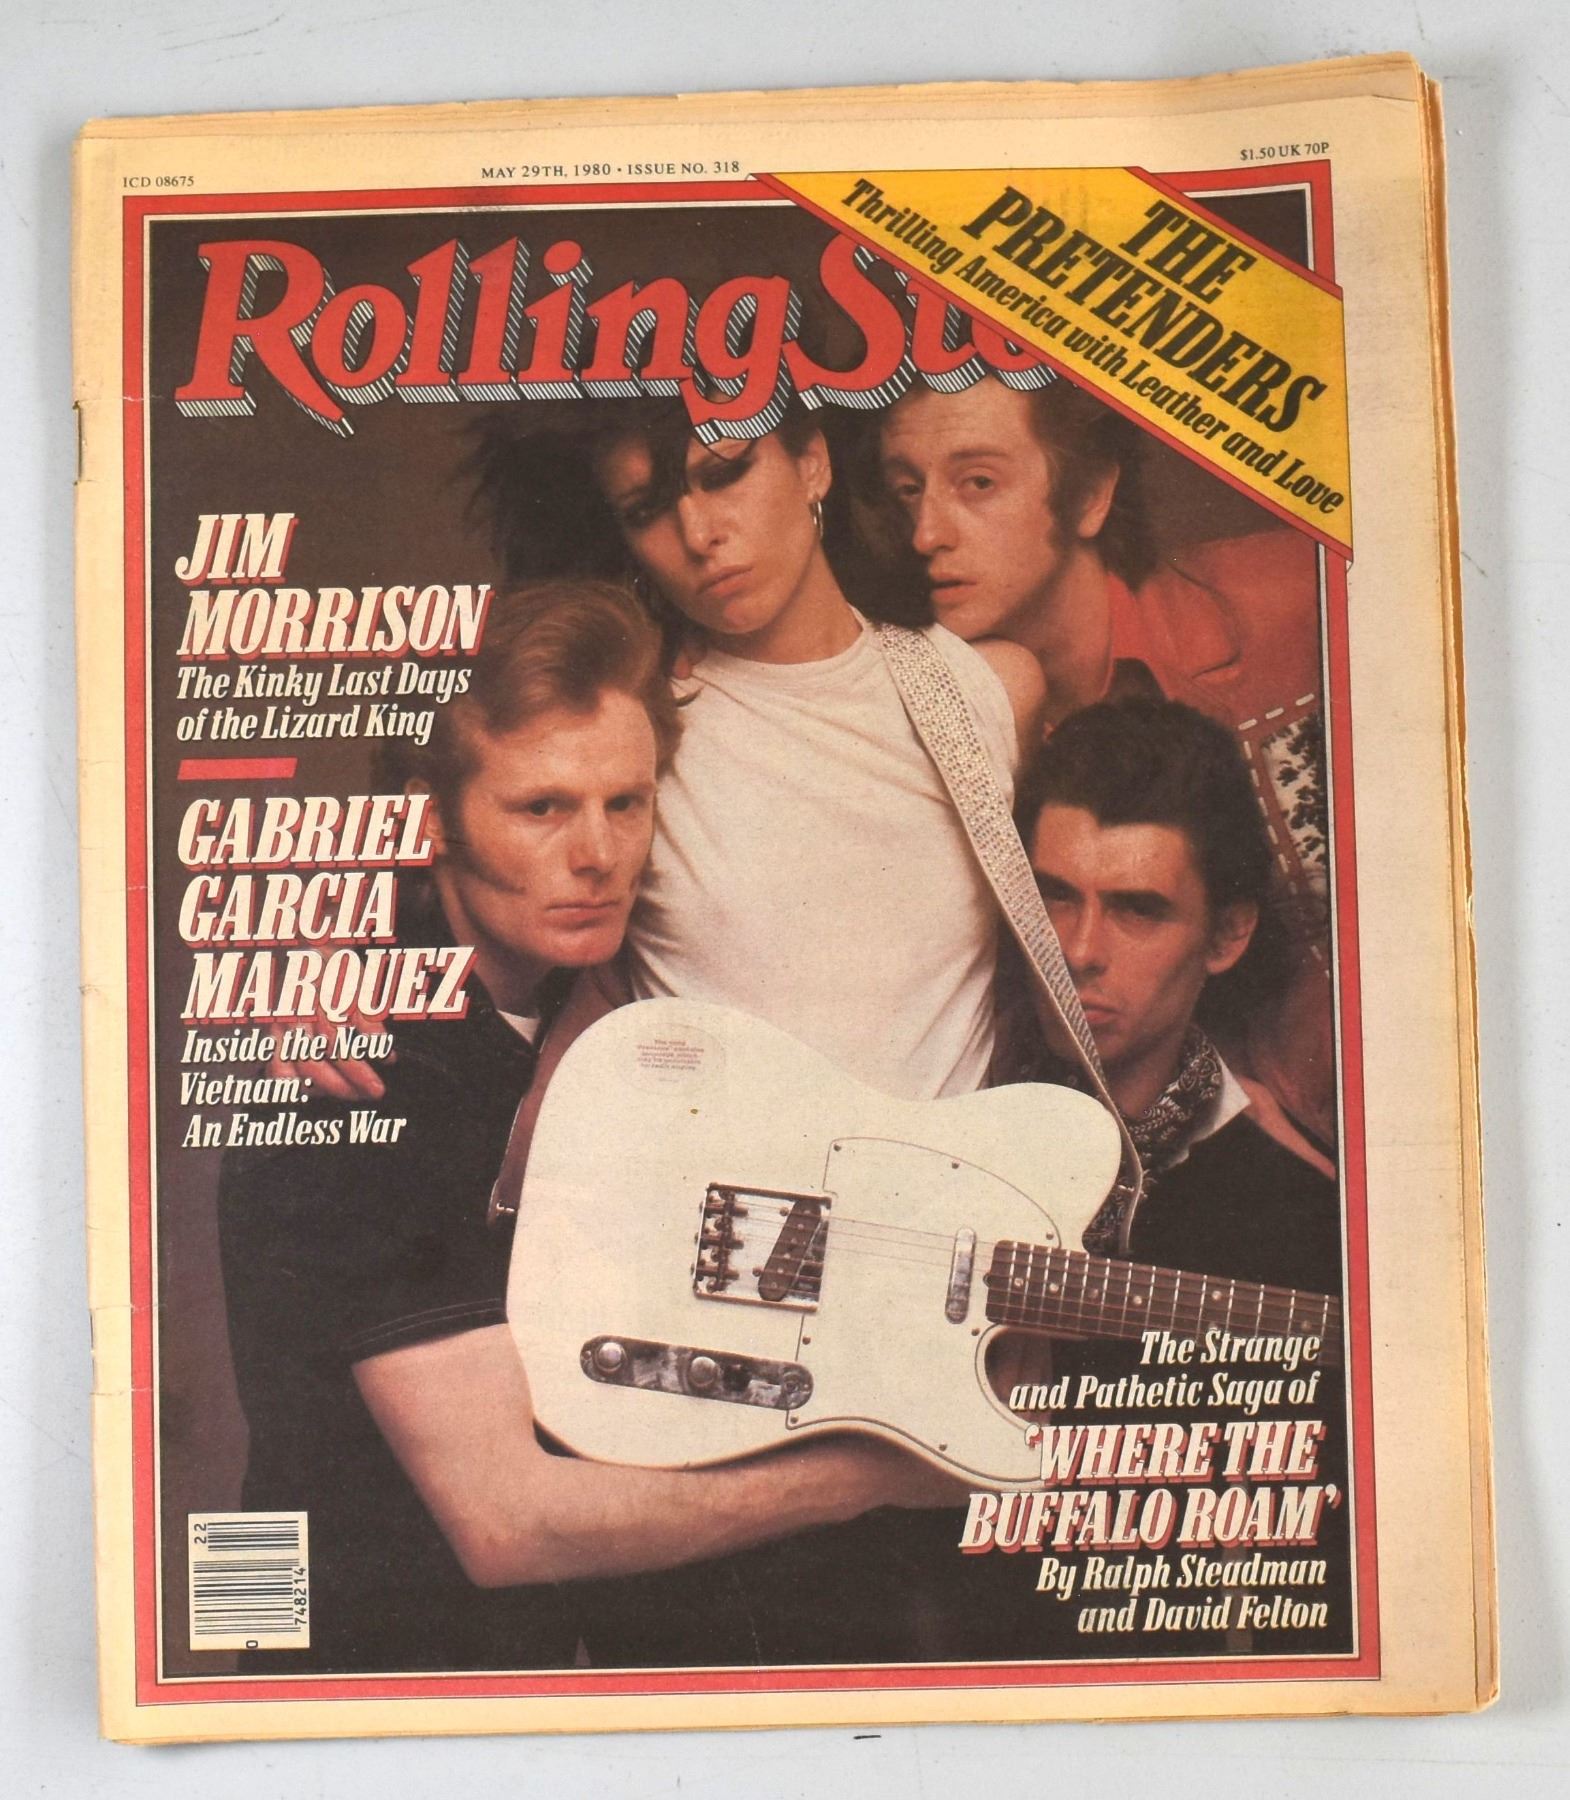 ICD 08675
MAY 29TH, 1980 • ISSUE NO. 318
$1.50 UK 70P
Rolling Sto
THE
PRETENDERS
Thrilling America with Leather and Love
JIM
MORRISON
The Kinky Last Days
of the Lizard King
GABRIEL
GARCIA
MARQUEZ
Inside the New
Vietnam:
An Endless War
The Strange
and Pathetic Saga of
'WHERE THE
BUFFALO ROAM'
By Ralph Steadman
and David Felton
22
0
748214